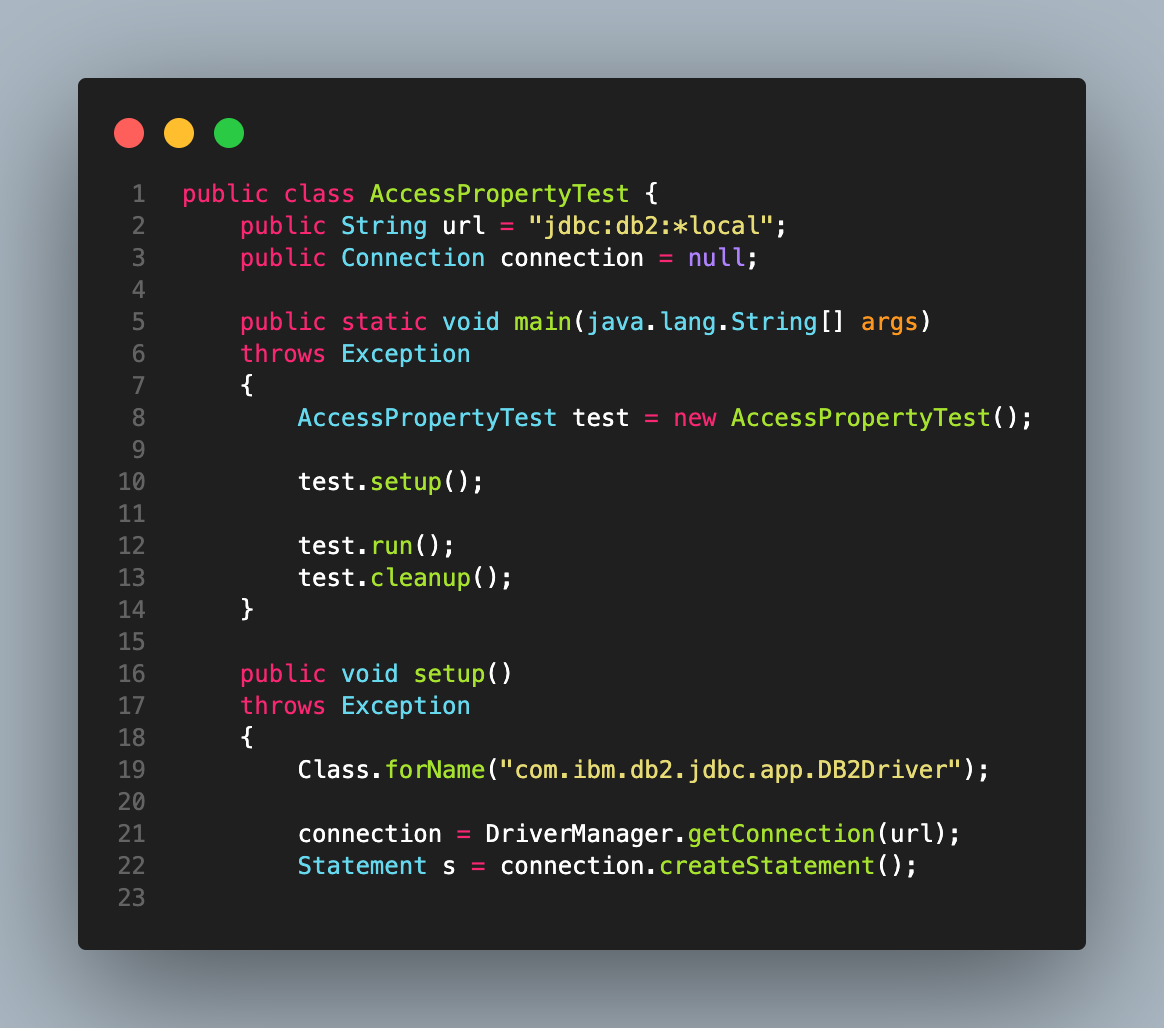 1 public class AccessPropertyTest {
2     public String url = "jdbc:db2:*local";
3     public Connection connection = null;
4
5     public static void main(java.lang.String[] args)
6     throws Exception
7     {
8         AccessPropertyTest test = new AccessPropertyTest();
9
10         test.setup();
11
12         test.run();
13         test.cleanup();
14     }
15
16     public void setup()
17     throws Exception
18     {
19         Class.forName("com.ibm.db2.jdbc.app.DB2Driver");
20
21         connection = DriverManager.getConnection(url);
22         Statement s = connection.createStatement();
23